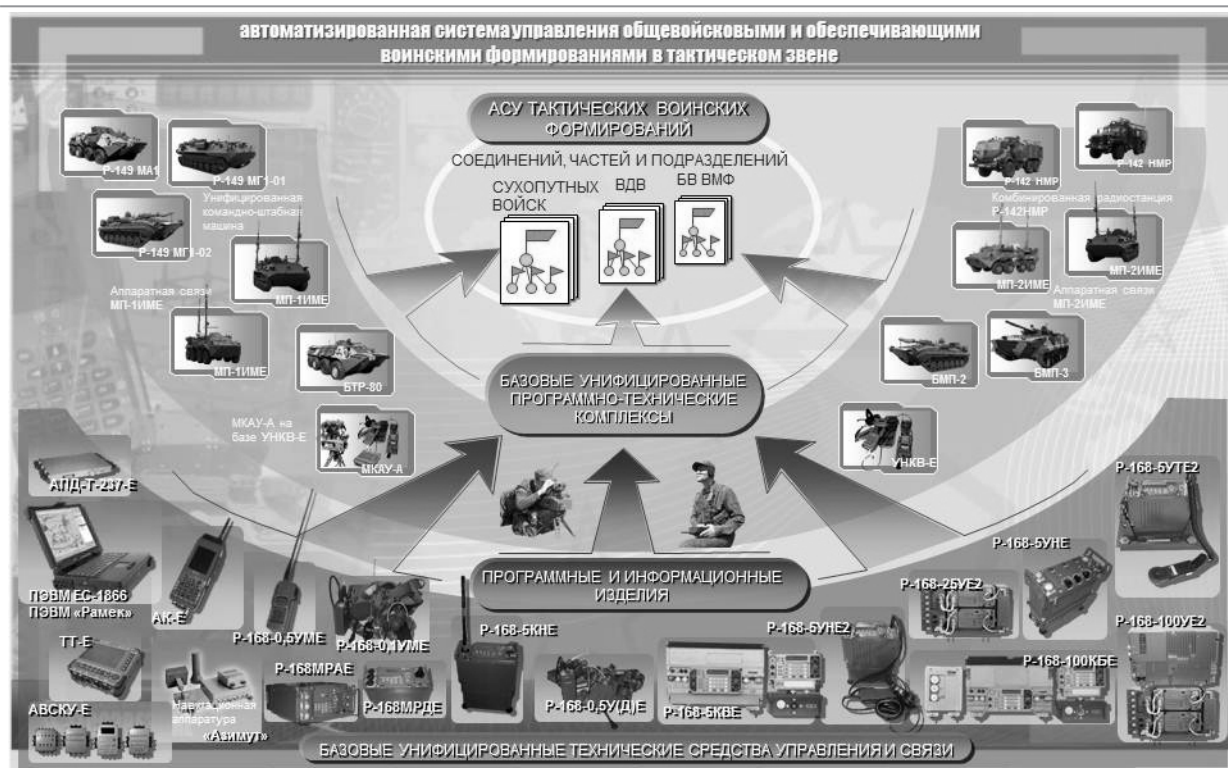 автоматизированная система управления общевойсковыми и обеспечивающими
воинскими формированиями в тактическом звене
АСУ ТАКТИЧЕСКИХ ВОИНСКИХ
ФОРМИРОВАНИЙ
СОЕДИНЕНИЙ, ЧАСТЕЙ И ПОДРАЗДЕЛЕНИЙ
СУХОПУТНЫХ
ВОЙСК
ВДВ
БВ ВМФ
Р-149 МА1
Р-149 МГ1-01
Унифицированная
командно-штабная
машина
Р-149 МГ1-02
МП-1ИМЕ
Аппаратная связи
МП-1ИМЕ
МП-1ИМЕ
БТР-80
МКАУ-А на
базе УНКВ-Е
МКАУ-А
Р-142 НМР
Р-142 НМР
Комбинированная радиостанция
Р-142НМР
МП-2ИМЕ
МП-2ИМЕ
Аппаратная связи
МП-2ИМЕ
БМП-2
БМП-3
УНКВ-Е
БАЗОВЫЕ УНИФИЦИРОВАННЫЕ
ПРОГРАММНО-ТЕХНИЧЕСКИЕ
КОМПЛЕКСЫ
ПРОГРАММНЫЕ И ИНФОРМАЦИОННЫЕ
ИЗДЕЛИЯ
АПД-Т-237-Е
ПЭВМ ЕС-1866
ПЭВМ «Рамек»
АК-Е
Р-168-0,5УМЕ
Р-168-0,1УМЕ
Р-168-5КНЕ
Р-168-5УНЕ2
Р-168-25УЕ2
Р-168-5УНЕ
Р-168-5УТЕ2
ТТ-Е
Р-168МРАЕ
Р-168МРДЕ
Р-168-0,5У(Д)Е
Р-168-5КВЕ
Р-168-100КБЕ
Р-168-100УЕ2
АВСКУ-Е
Навигационная
аппаратура
«Азимут»
БАЗОВЫЕ УНИФИЦИРОВАННЫЕ ТЕХНИЧЕСКИЕ СРЕДСТВА УПРАВЛЕНИЯ И СВЯЗИ